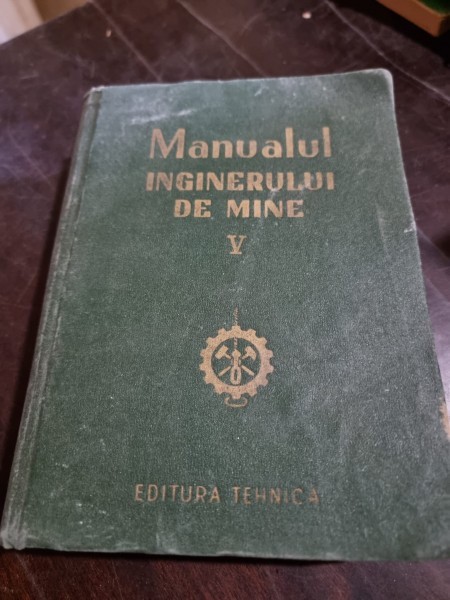 Manualul
INGINERULUI
DE MINE
V
EDITURA TEHNICA